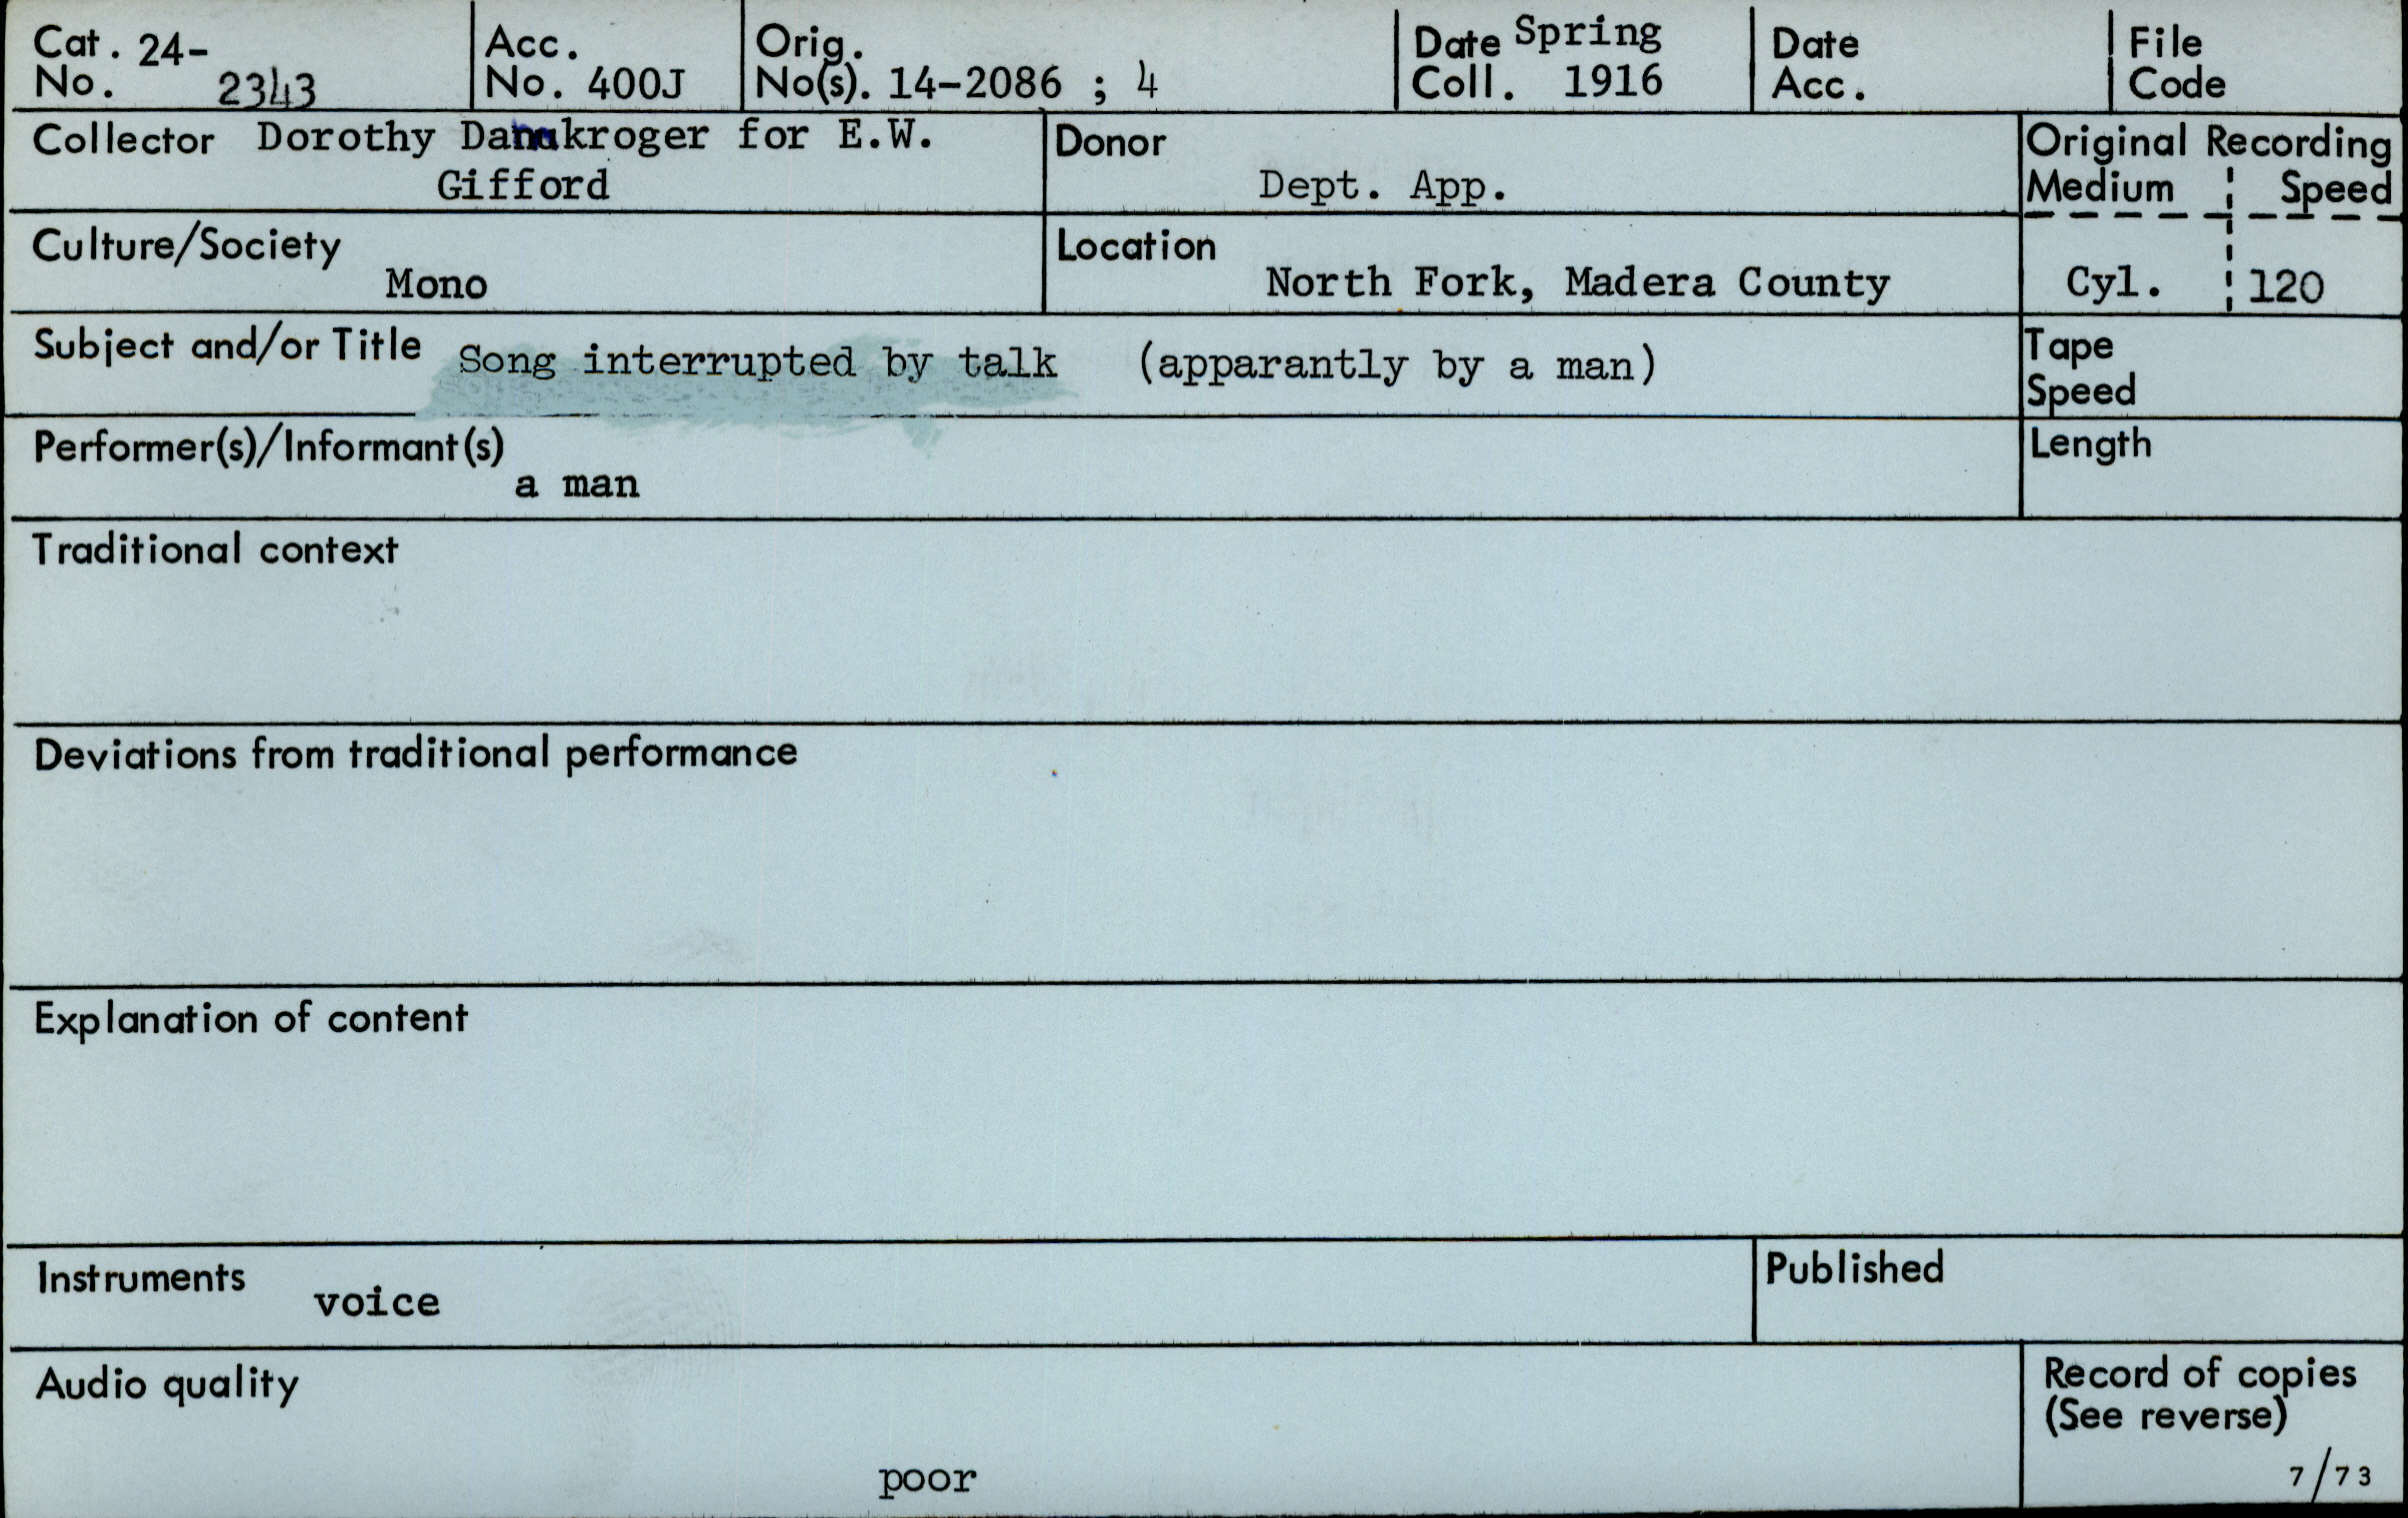 Cat. 24-
No. 2343
Acc.
No. 400J
Orig.
No(s). 14-2086 ; 4
Date Spring
Coll. 1916
Date
Acc.
File
Code
Collector Dorothy Danukroger for E.W.
Gifford
Donor
Dept. App.
Original Recording
Medium Speed
Cyl. 120
Culture/Society
Mono
Location
North Fork, Madera County
Subject and/or Title Song interrupted by talk (apparantly by a man)
Tape
Speed
Performer(s)/Informant(s)
a man
Length
Traditional context
Deviations from traditional performance
Explanation of content
Instruments
voice
Published
Audio quality
poor
Record of copies
(See reverse)
7/73